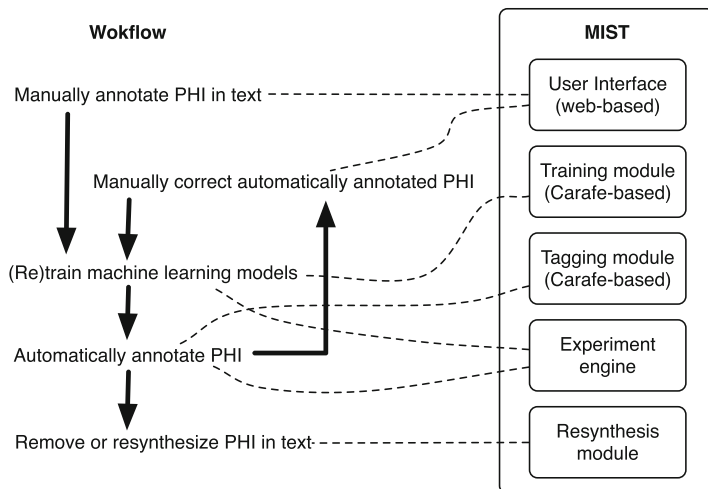 Wokflow
Manually annotate PHI in text
Manually correct automatically annotated PHI
(Re)train machine learning models
Automatically annotate PHI
Remove or resynthesize PHI in text
MIST
User Interface
(web-based)
Training module
(Carafe-based)
Tagging module
(Carafe-based)
Experiment
engine
Resynthesis
module